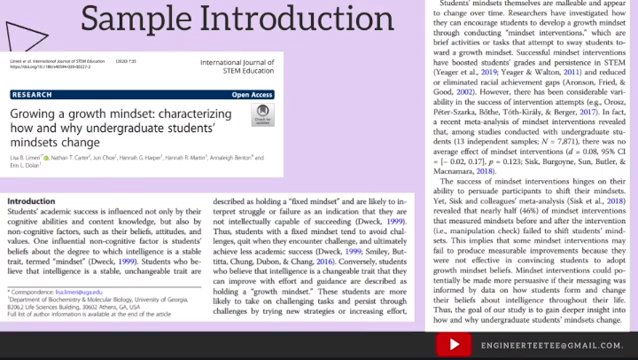 Sample Introduction
Limeri et al. International Journal of STEM Education (2020) 7:35
International Journal of
STEM Education
RESEARCH
Open Access
Growing a growth mindset: characterizing
how and why undergraduate students'
mindsets change
Lisa B. Limeri, Nathan T. Carter, Jun Choe, Hannah G. Harper, Hannah R. Martin, Annaleigh Benton and
Erin L. Dolan
Introduction
Students' academic success is influenced not only by their
cognitive abilities and content knowledge, but also by
non-cognitive factors, such as their beliefs, attitudes, and
values. One influential non-cognitive factor is students'
beliefs about the degree to which intelligence is a stable
trait, termed "mindset" (Dweck, 1999). Students who be-
lieve that intelligence is a stable, unchangeable trait are
* Correspondence: lisa.limeri@uga.edu
Department of Biochemistry & Molecular Biology, University of Georgia,
Life Sciences Building, 30602 Athens, GA, USA
Full list of author information is available at the end of the article
described as holding a "fixed mindset" and are likely to in-
terpret struggle or failure as an indication that they are
not intellectually capable of succeeding (Dweck, 1999).
Thus, students with a fixed mindset tend to avoid chal-
lenges, quit when they encounter challenge, and ultimately
achieve less academic success (Dweck, 1999; Smiley, But-
titta, Chung, Dubon, & Chang, 2016). Conversely, students
who believe that intelligence is a changeable trait that they
can improve with effort and guidance are described as
holding a "growth mindset." These students are more
likely to take on challenging tasks and persist through
challenges by trying new strategies or increasing effort,
Students' mindsets themselves are malleable and appear
to change over time. Researchers have investigated how
they can encourage students to develop a growth mindset
through conducting "mindset interventions," which are
brief activities or tasks that attempt to sway students to-
ward a growth mindset. Successful mindset interventions
have boosted students' grades and persistence in STEM
(Yeager et al., 2019; Yeager & Walton, 2011) and reduced
or eliminated racial achievement gaps (Aronson, Fried, &
Good, 2002). However, there has been considerable vari-
ability in the success of intervention attempts (e.g., Orosz,
Péter-Szarka, Bőthe, Tóth-Király, & Berger, 2017). In fact,
a recent meta-analysis of mindset interventions revealed
that, among studies conducted with undergraduate stu-
dents (13 independent samples; N = 7,871), there was no
average effect of mindset interventions (d = 0.08, 95% CI
= [− 0.02, 0.17], p = 0.123; Sisk, Burgoyne, Sun, Butler, &
Macnamara, 2018).
The success of mindset interventions hinges on their
ability to persuade participants to shift their mindsets.
Yet, Sisk and colleagues' meta-analysis (Sisk et al., 2018)
revealed that nearly half (46%) of mindset interventions
that measured mindsets before and after the intervention
(i.e., manipulation check) failed to shift students' mind-
sets. This implies that some mindset interventions may
fail to produce measurable improvements because they
were not effective in convincing students to adopt
growth mindset beliefs. Mindset interventions could po-
tentially be made more persuasive if their messaging was
informed by data on how students form and change
their beliefs about intelligence throughout their life.
Thus, the goal of our study is to gain deeper insight into
how and why undergraduate students' mindsets change.
ENGINEERTEETEE@GMAIL.COM